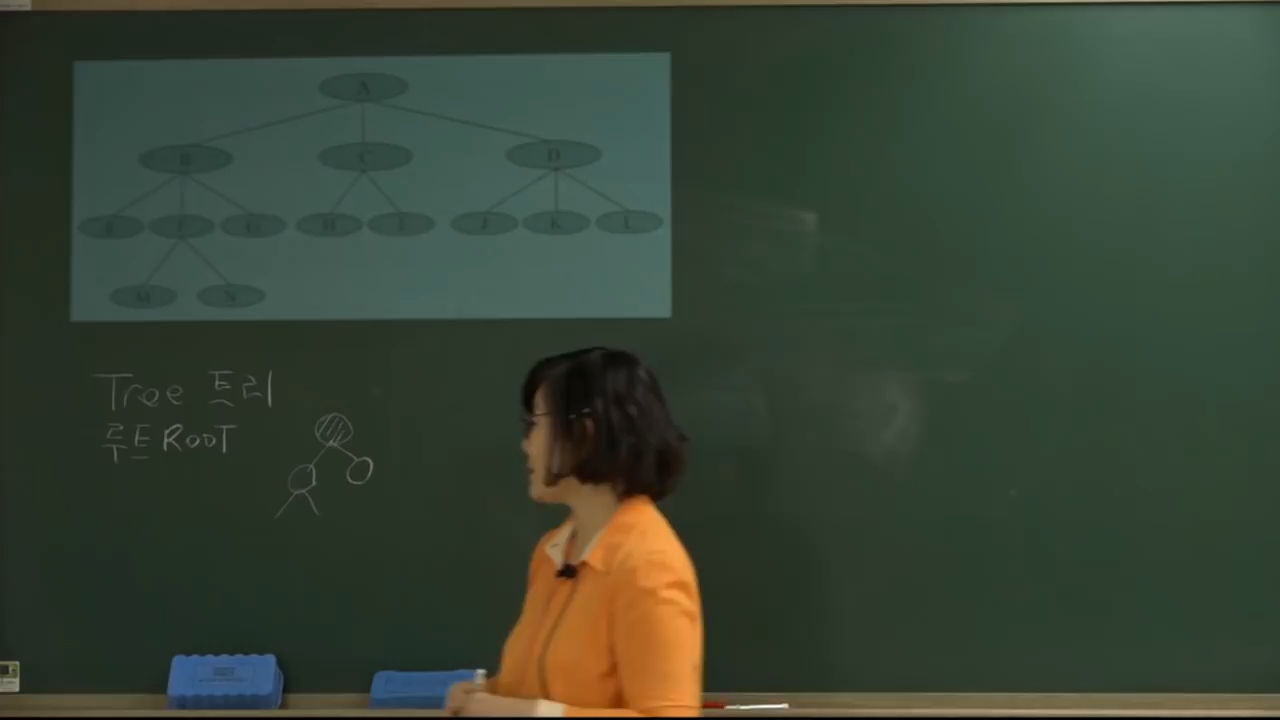 A
B C D
E F G H I J K L
M N
Tree 트리
루트 ROOT